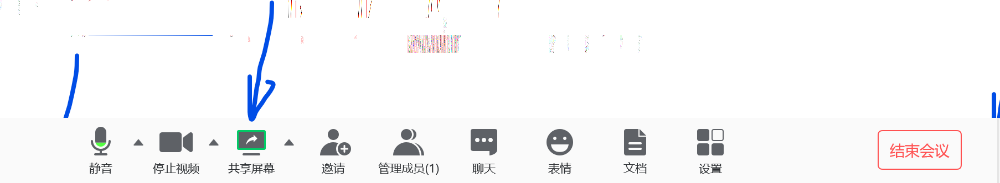 静音 停止视频 共享屏幕 邀请 管理成员(1) 聊天 表情 文档 设置 结束会议